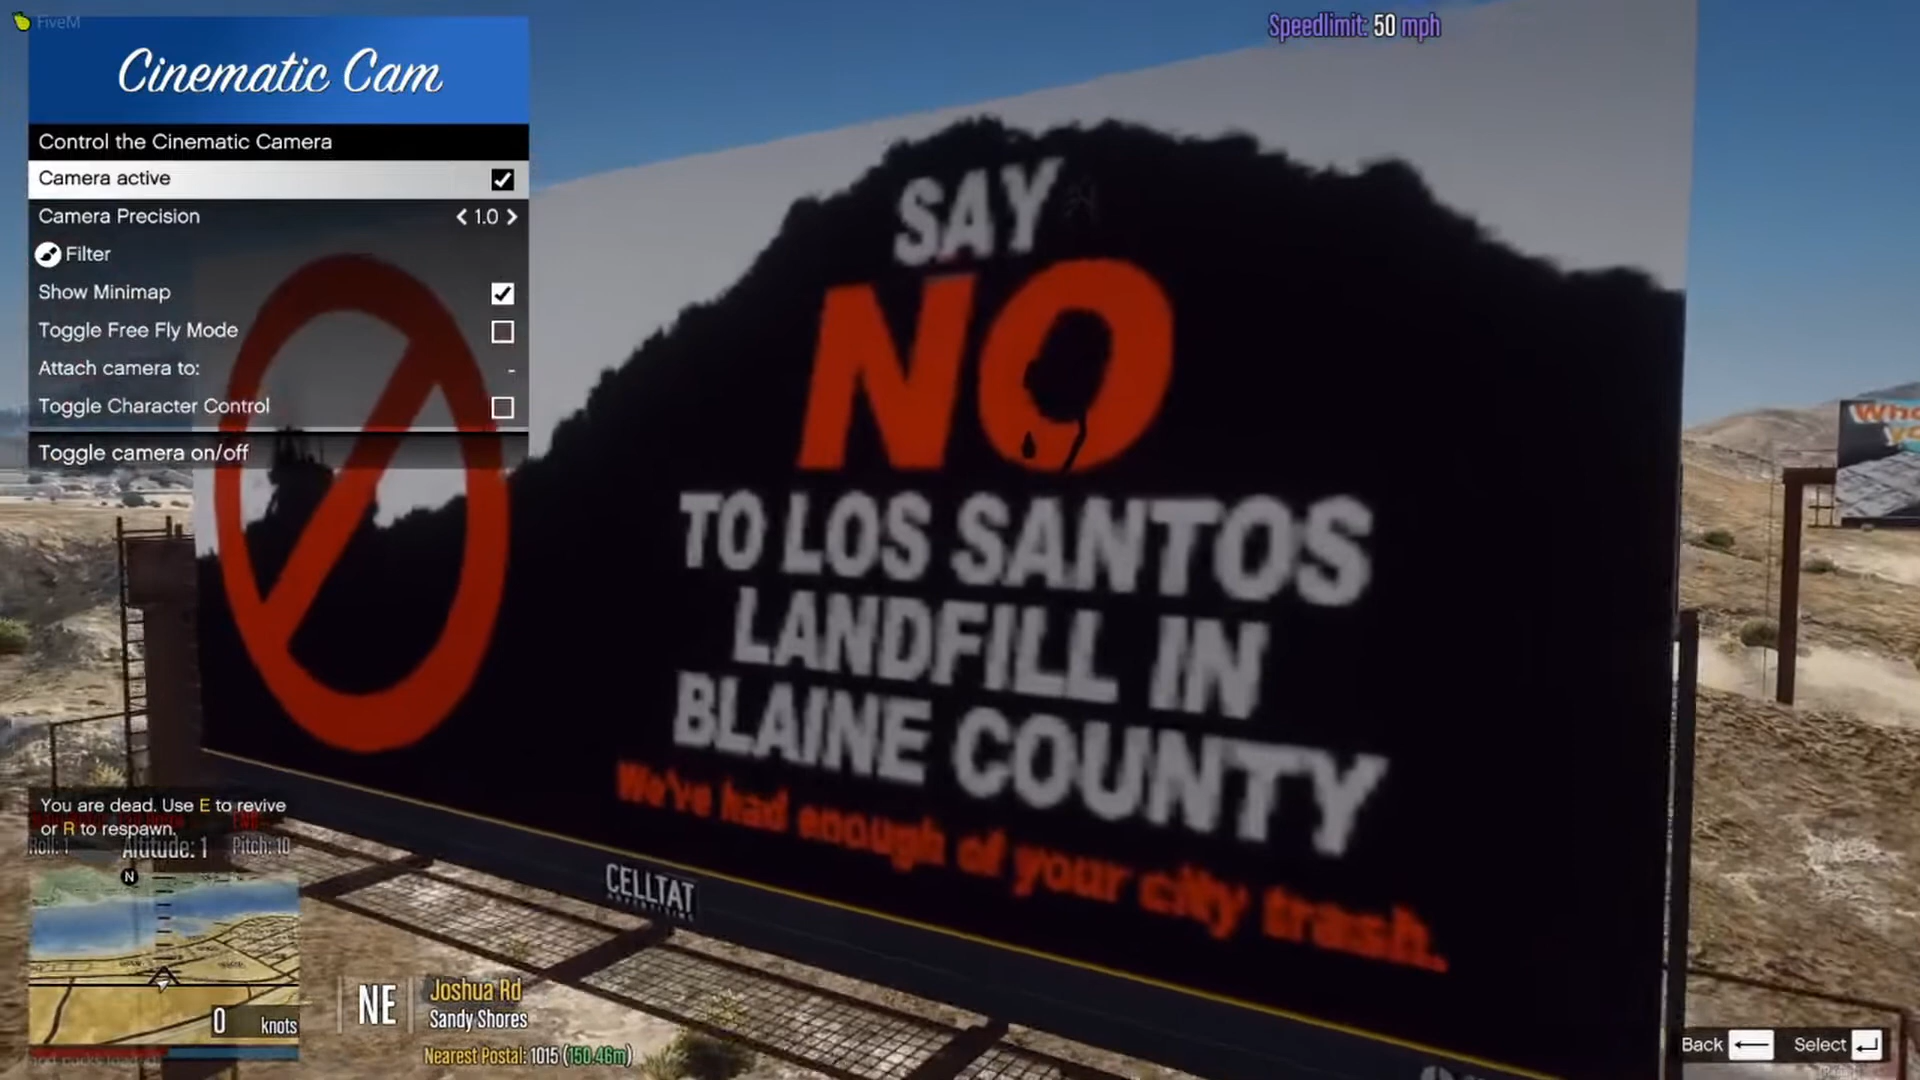 FiveM
Speedlimit: 50 mph
Cinematic Cam
Control the Cinematic Camera
Camera active
Camera Precision
1.0
Filter
Show Minimap
Toggle Free Fly Mode
Attach camera to: -
Toggle Character Control
Toggle camera on/off
SAY
NO
TO LOS SANTOS
LANDFILL IN
BLAINE COUNTY
We've had enough of your city trash.
CELLTAT
You are dead. Use E to revive
or R to respawn.
Roll: 1
Altitude: 1
Pitch: 10
N
0 knots
NE
Joshua Rd
Sandy Shores
Nearest Postal: 1015 (150.46m)
Back
Select